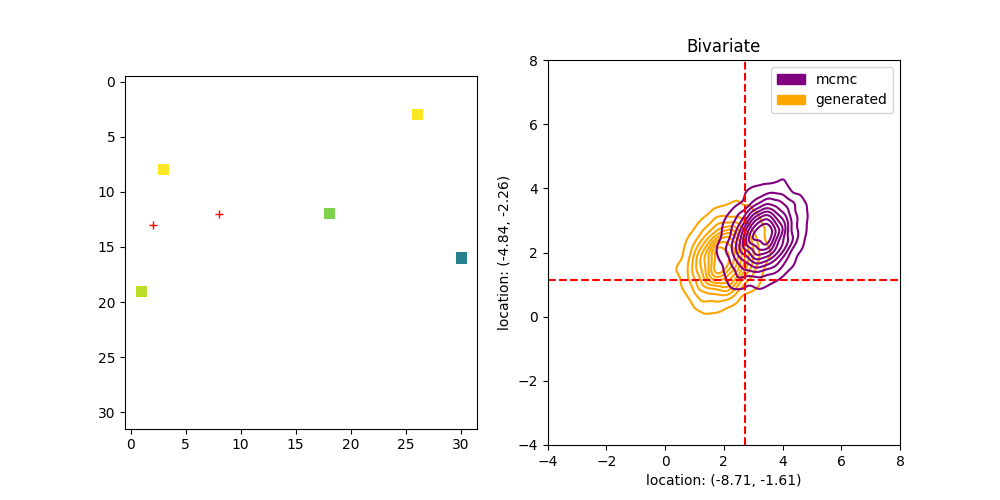 0
5
10
15
20
25
30
0 5 10 15 20 25 30
Bivariate
mcmc
generated
8
6
4
2
0
−2
−4
−4 −2 0 2 4 6 8
location: (-4.84, -2.26)
location: (-8.71, -1.61)